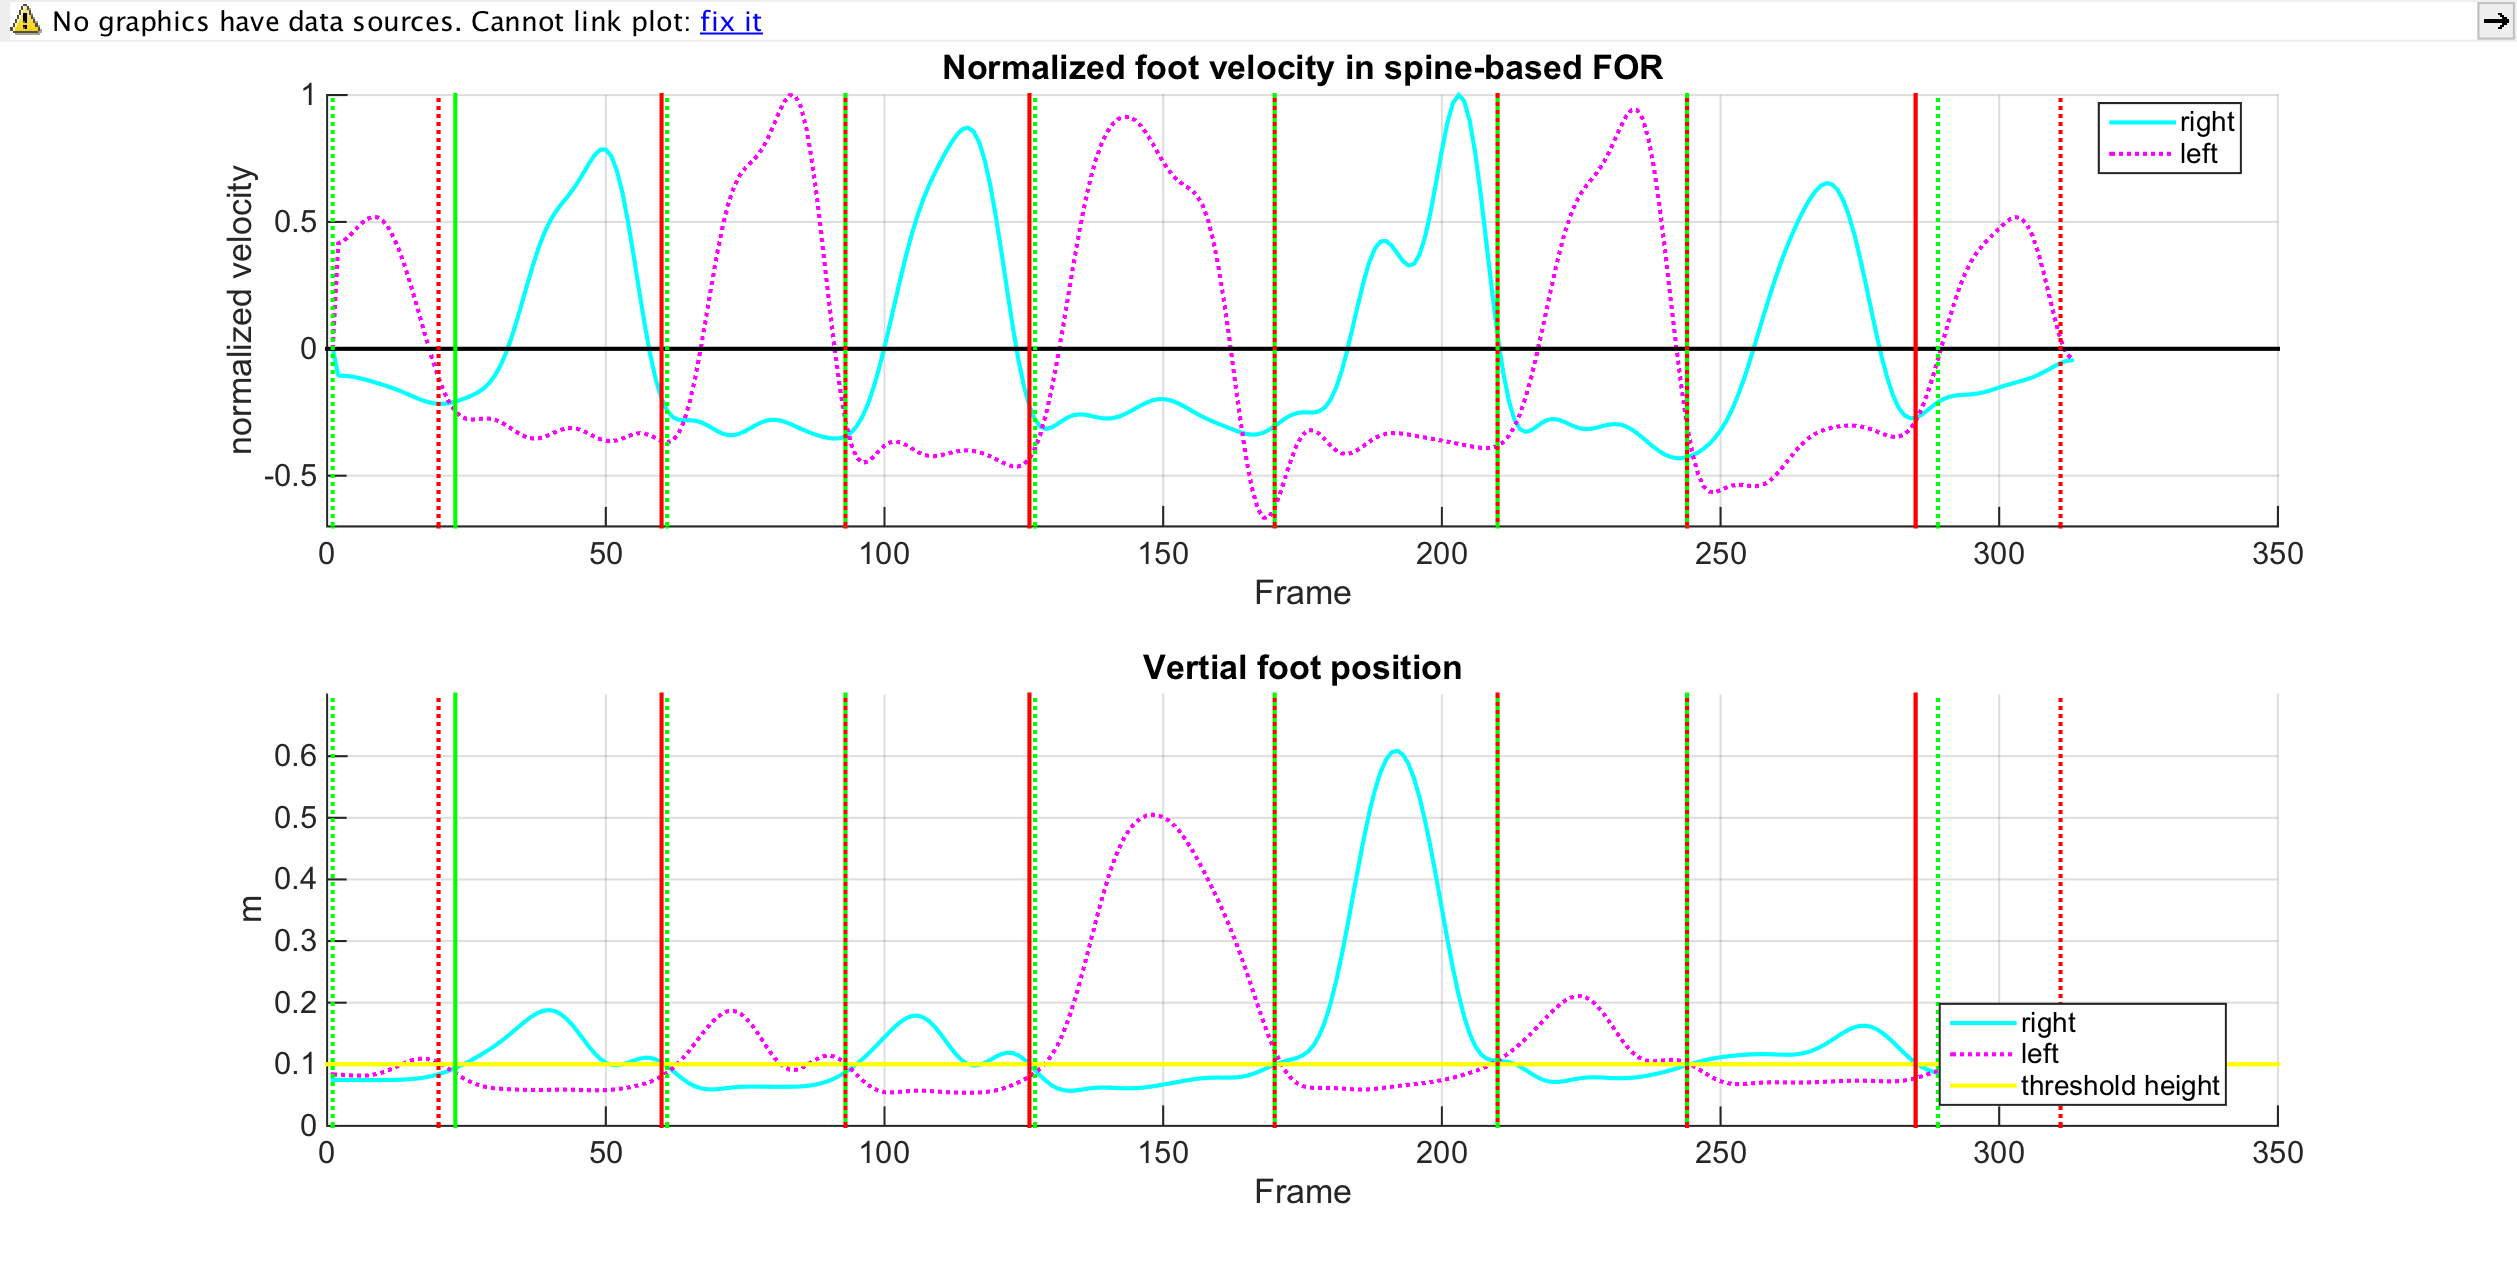 No graphics have data sources. Cannot link plot: fix it
Normalized foot velocity in spine-based FOR
normalized velocity
1
0.5
0
-0.5
right
left
0 50 100 150 200 250 300 350
Frame
Vertial foot position
m
0.6
0.5
0.4
0.3
0.2
0.1
0
right
left
threshold height
0 50 100 150 200 250 300 350
Frame